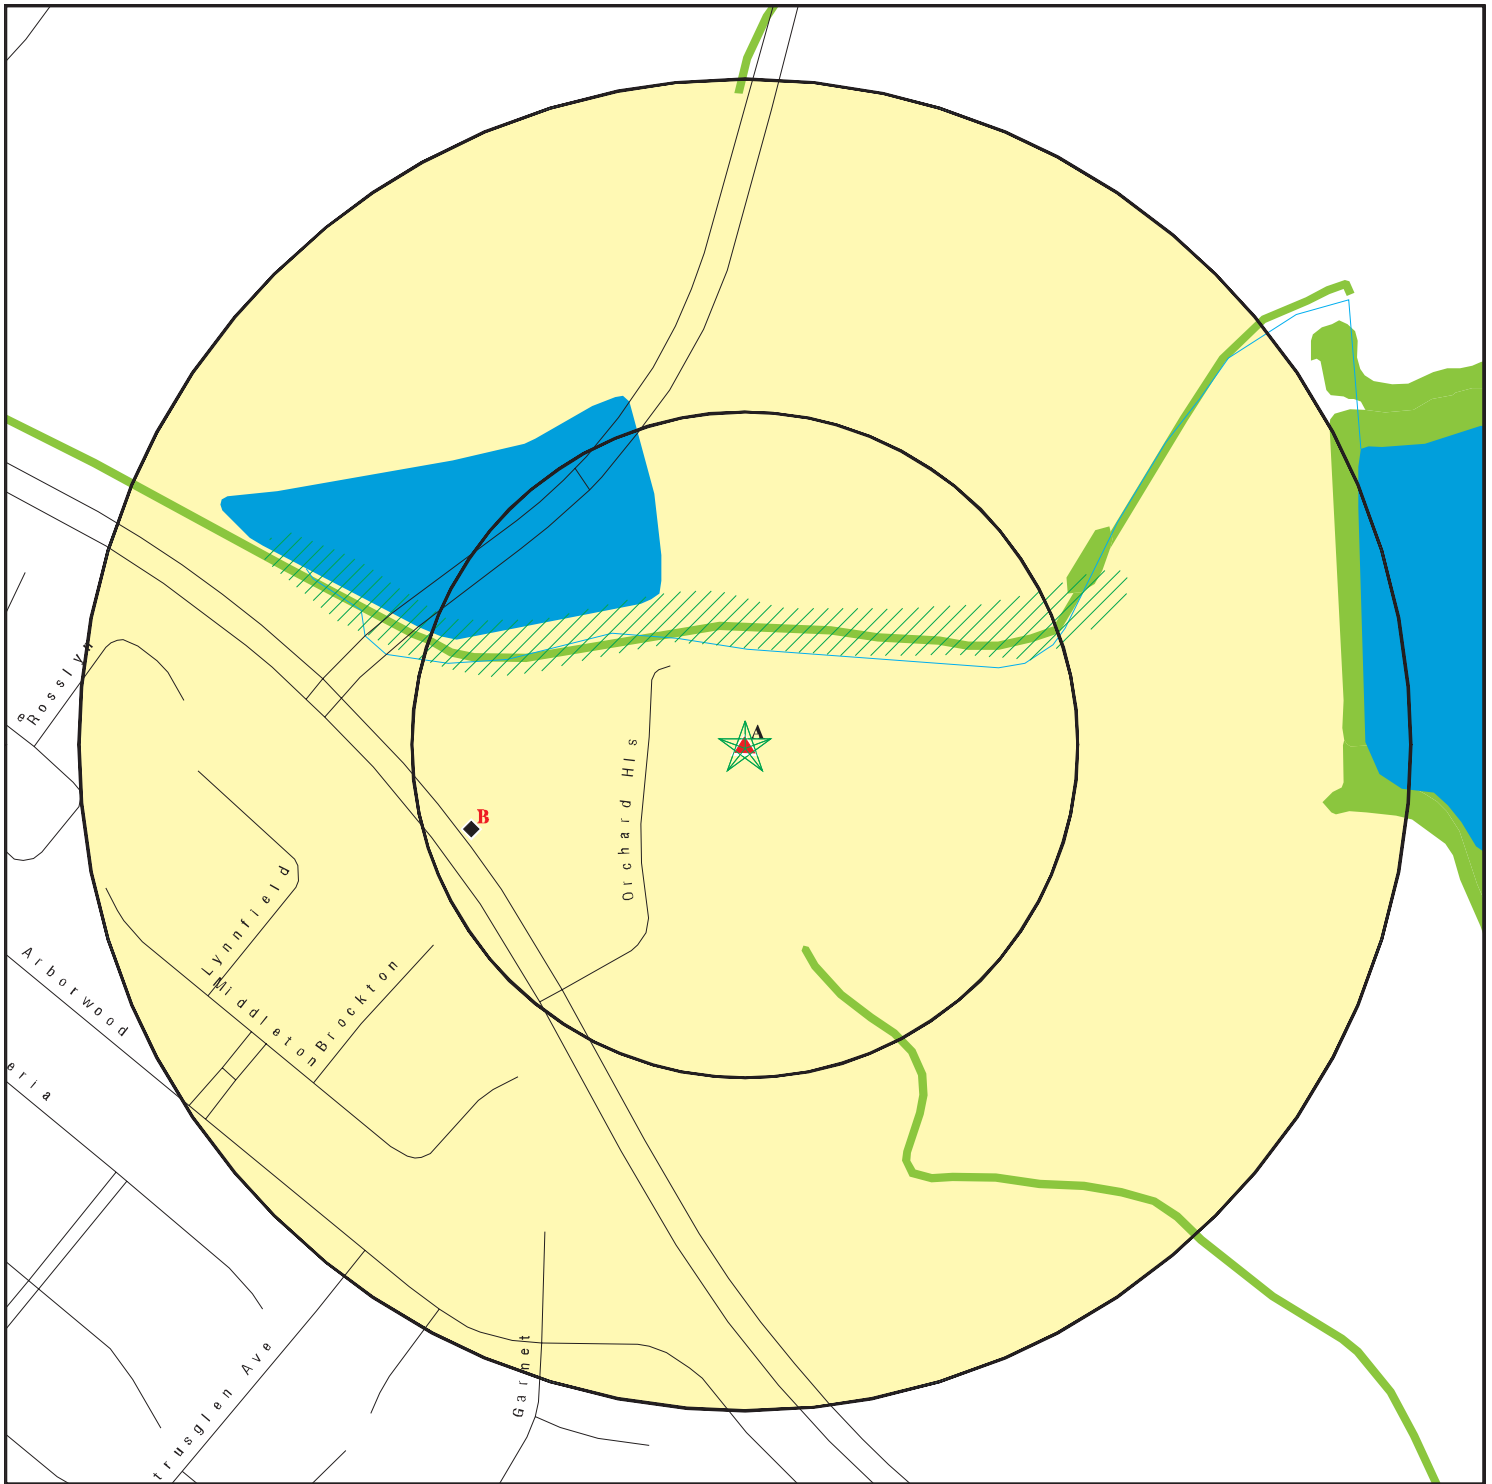 Rosslyn
e
A
Orchard Hls
B
Lynnfield
Middleton
Brockton
Arborwood
eria
Garnet
trusglen Ave